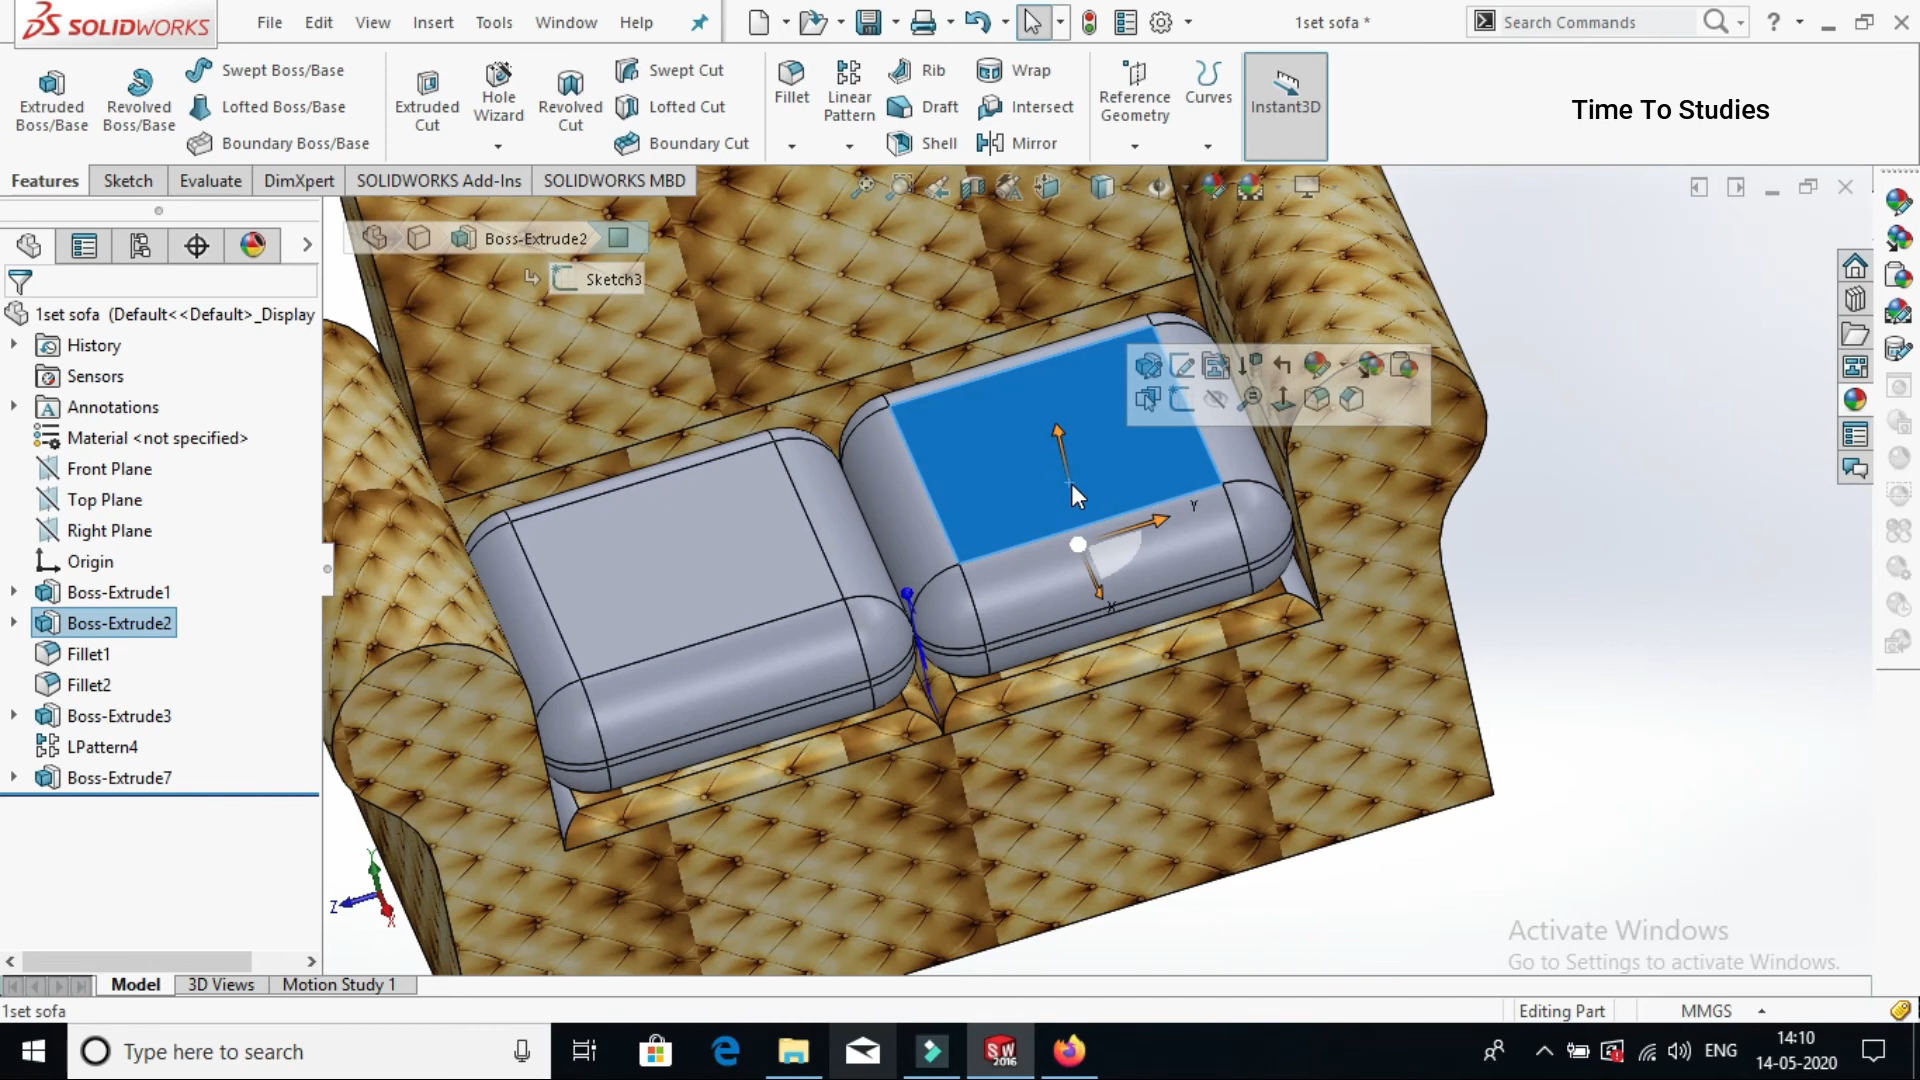 SOLIDWORKS
File Edit View Insert Tools Window Help
1set sofa *
Search Commands
Extruded Boss/Base
Revolved Boss/Base
Swept Boss/Base
Lofted Boss/Base
Boundary Boss/Base
Extruded Cut
Hole Wizard
Revolved Cut
Swept Cut
Lofted Cut
Boundary Cut
Fillet
Linear Pattern
Rib
Draft
Shell
Wrap
Intersect
Mirror
Reference Geometry
Curves
Instant3D
Time To Studies
Features Sketch Evaluate DimXpert SOLIDWORKS Add-Ins SOLIDWORKS MBD
Boss-Extrude2
Sketch3
1set sofa (Default<<Default>_Display
History
Sensors
Annotations
Material <not specified>
Front Plane
Top Plane
Right Plane
Origin
Boss-Extrude1
Boss-Extrude2
Fillet1
Fillet2
Boss-Extrude3
LPattern4
Boss-Extrude7
Y
X
Y
Z
X
Activate Windows
Go to Settings to activate Windows.
Model 3D Views Motion Study 1
1set sofa
Editing Part
MMGS
Type here to search
SW
2016
ENG
14:10
14-05-2020